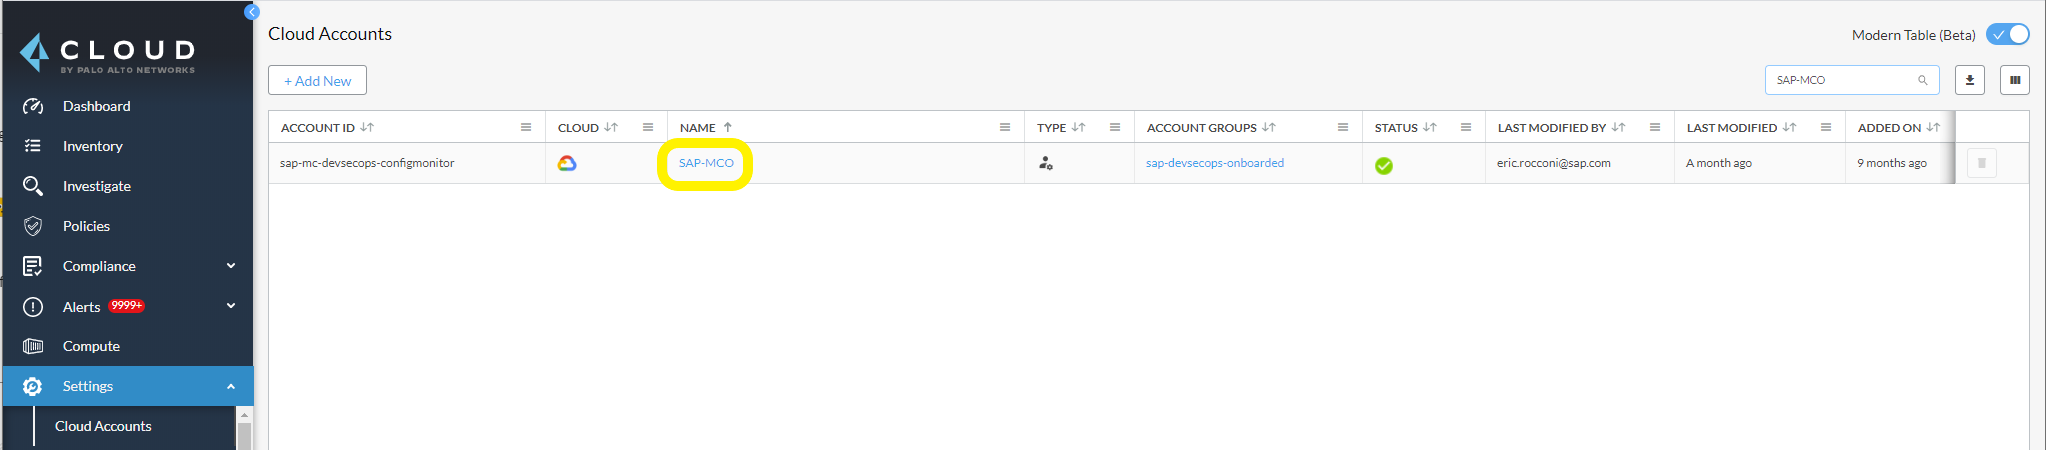 CLOUD
BY PALO ALTO NETWORKS
Dashboard
Inventory
Investigate
Policies
Compliance
Alerts 9999+
Compute
Settings
Cloud Accounts
Cloud Accounts
Modern Table (Beta)
+ Add New
SAP-MCO
ACCOUNT ID CLOUD NAME TYPE ACCOUNT GROUPS STATUS LAST MODIFIED BY LAST MODIFIED ADDED ON
sap-mc-devsecops-configmonitor SAP-MCO sap-devsecops-onboarded eric.rocconi@sap.com A month ago 9 months ago